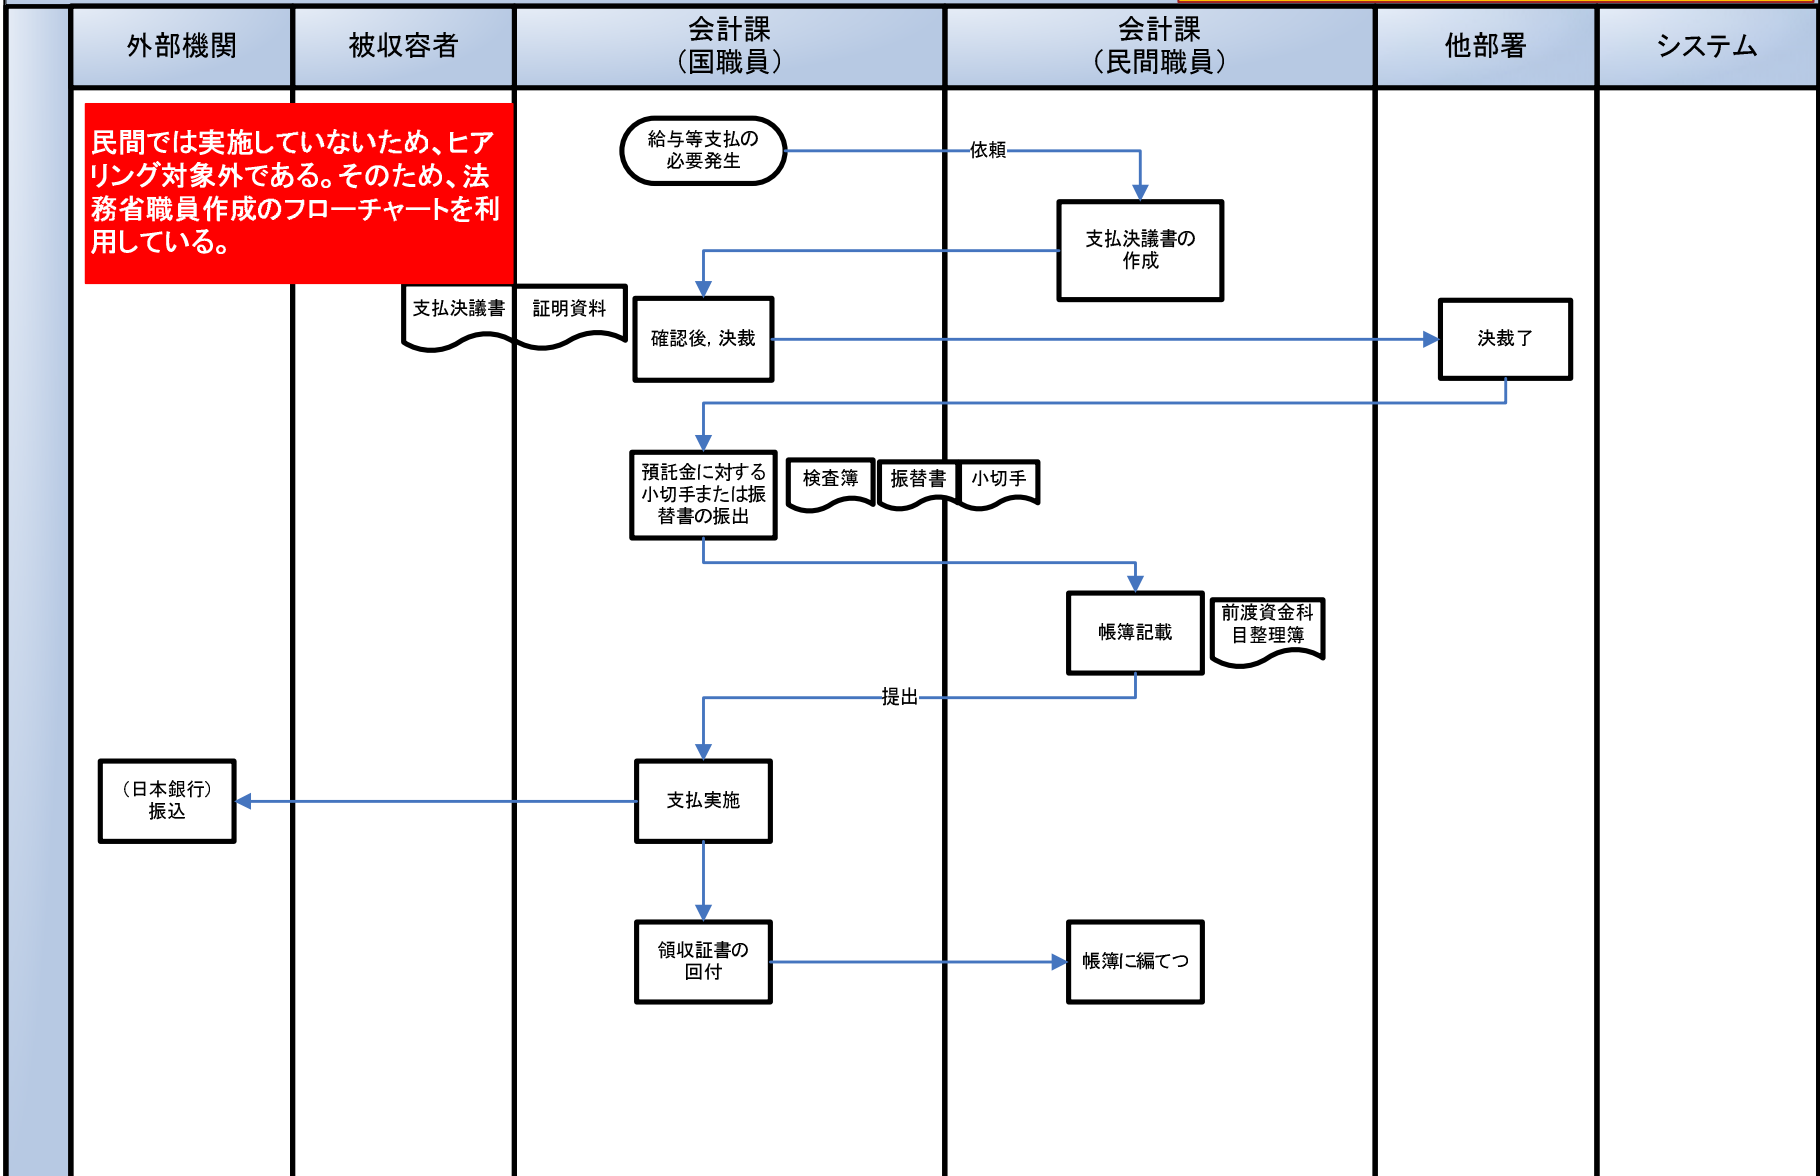 外部機関
被収容者
会計課
（国職員）
会計課
（民間職員）
他部署
システム
民間では実施していないため、ヒア
リング対象外である。そのため、法
務省職員作成のフローチャートを利
用している。
給与等支払の
必要発生
依頼
支払決議書の
作成
支払決議書
証明資料
確認後，決裁
決裁了
預託金に対する
小切手または振
替書の振出
検査簿
振替書
小切手
帳簿記載
前渡資金科
目整理簿
提出
（日本銀行）
振込
支払実施
領収証書の
回付
帳簿に編てつ